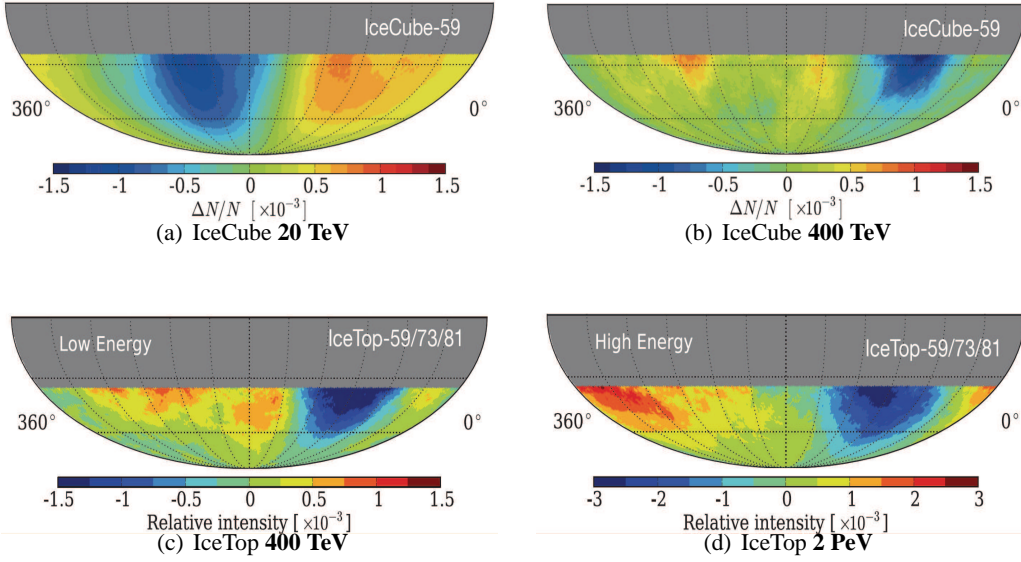 IceCube-59
360°
0°
-1.5 -1 -0.5 0 0.5 1 1.5
ΔN/N [ ×10⁻³ ]
(a) IceCube 20 TeV
IceCube-59
360°
0°
-1.5 -1 -0.5 0 0.5 1 1.5
ΔN/N [ ×10⁻³ ]
(b) IceCube 400 TeV
Low Energy
IceTop-59/73/81
360°
0°
-1.5 -1 -0.5 0 0.5 1 1.5
Relative intensity [ ×10⁻³ ]
(c) IceTop 400 TeV
High Energy
IceTop-59/73/81
360°
0°
-3 -2 -1 0 1 2 3
Relative intensity [ ×10⁻³ ]
(d) IceTop 2 PeV